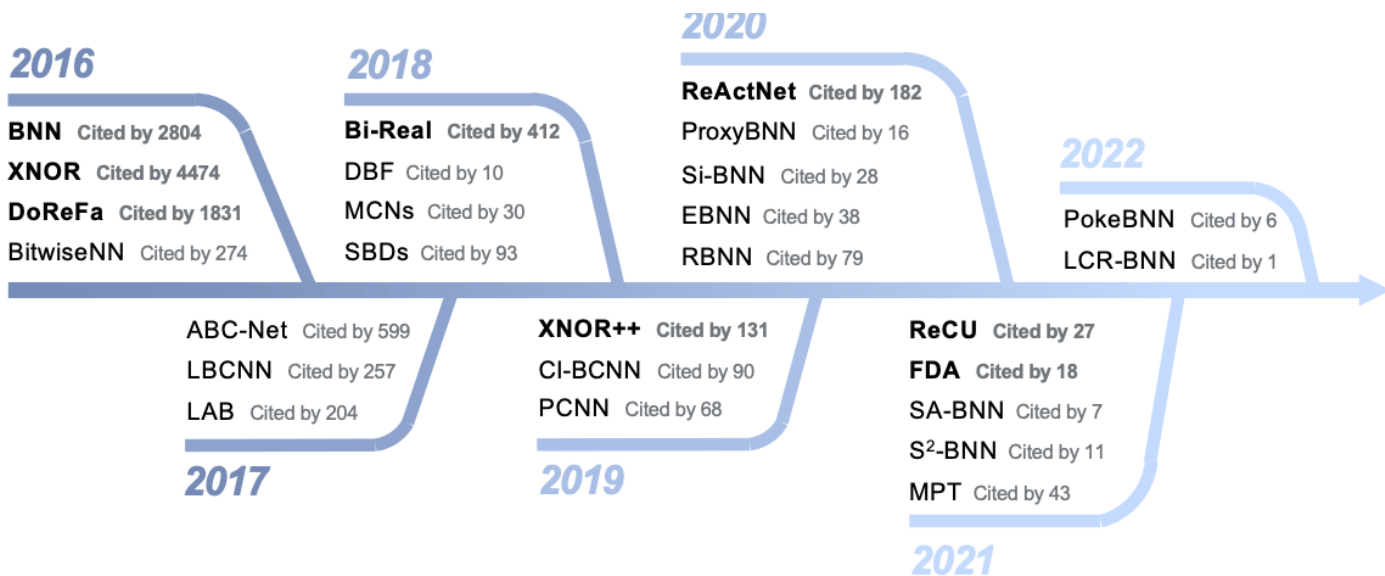 2016
BNN Cited by 2804
XNOR Cited by 4474
DoReFa Cited by 1831
BitwiseNN Cited by 274
2017
ABC-Net Cited by 599
LBCNN Cited by 257
LAB Cited by 204
2018
Bi-Real Cited by 412
DBF Cited by 10
MCNs Cited by 30
SBDs Cited by 93
2019
XNOR++ Cited by 131
CI-BCNN Cited by 90
PCNN Cited by 68
2020
ReActNet Cited by 182
ProxyBNN Cited by 16
Si-BNN Cited by 28
EBNN Cited by 38
RBNN Cited by 79
2021
ReCU Cited by 27
FDA Cited by 18
SA-BNN Cited by 7
S²-BNN Cited by 11
MPT Cited by 43
2022
PokeBNN Cited by 6
LCR-BNN Cited by 1